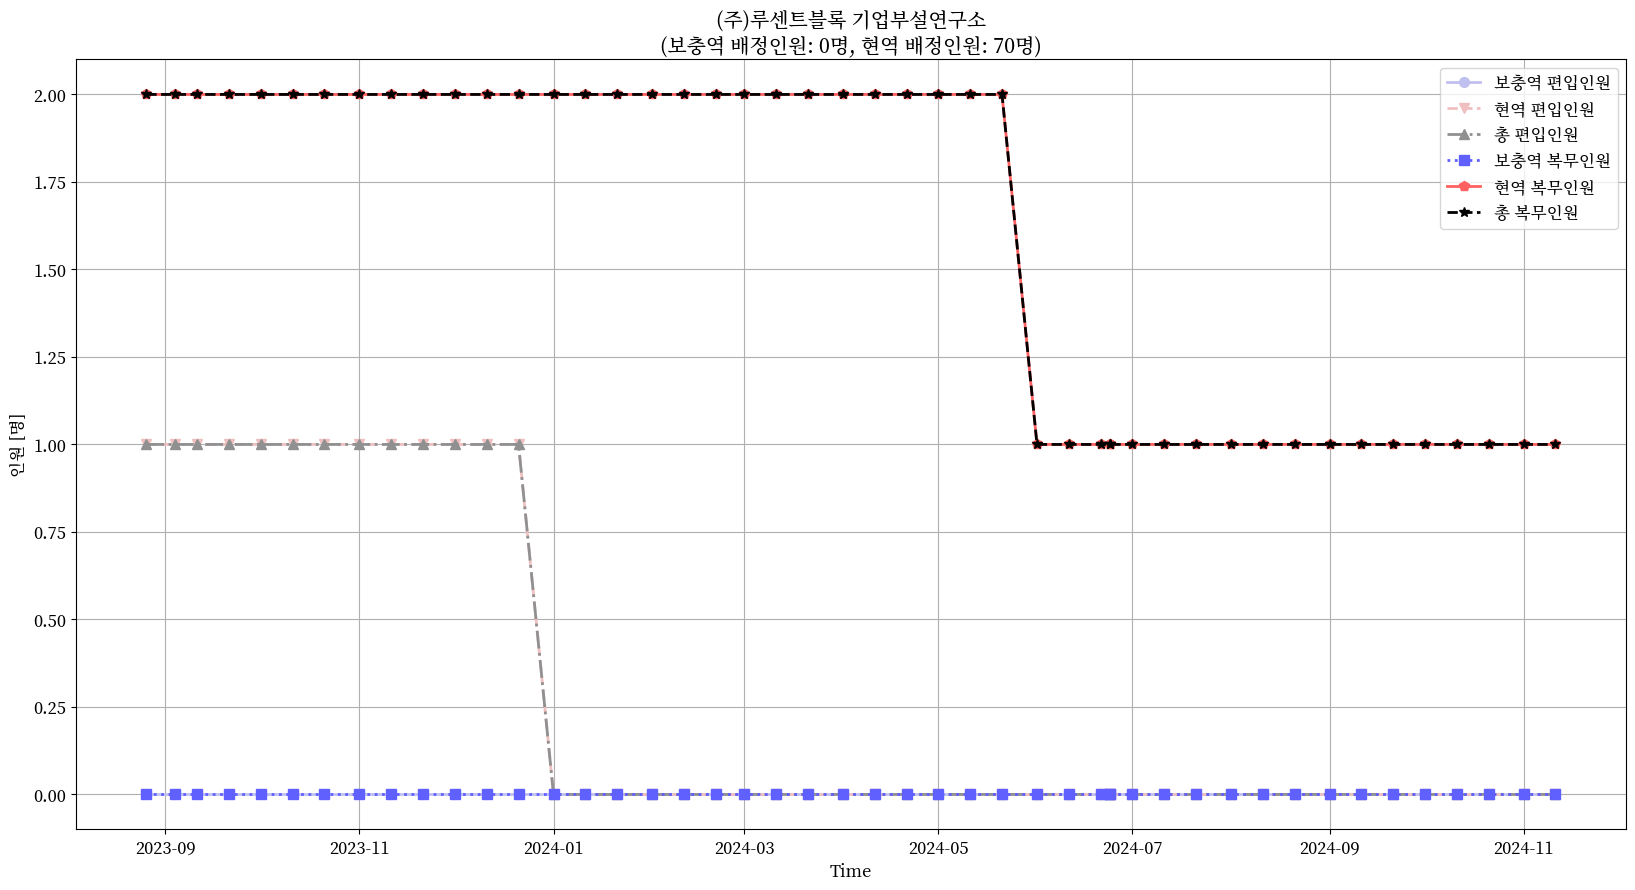 (주)루센트블록 기업부설연구소
(보충역 배정인원: 0명, 현역 배정인원: 70명)
보충역 편입인원
현역 편입인원
총 편입인원
보충역 복무인원
현역 복무인원
총 복무인원
인원 [명]
2.00
1.75
1.50
1.25
1.00
0.75
0.50
0.25
0.00
2023-09 2023-11 2024-01 2024-03 2024-05 2024-07 2024-09 2024-11
Time